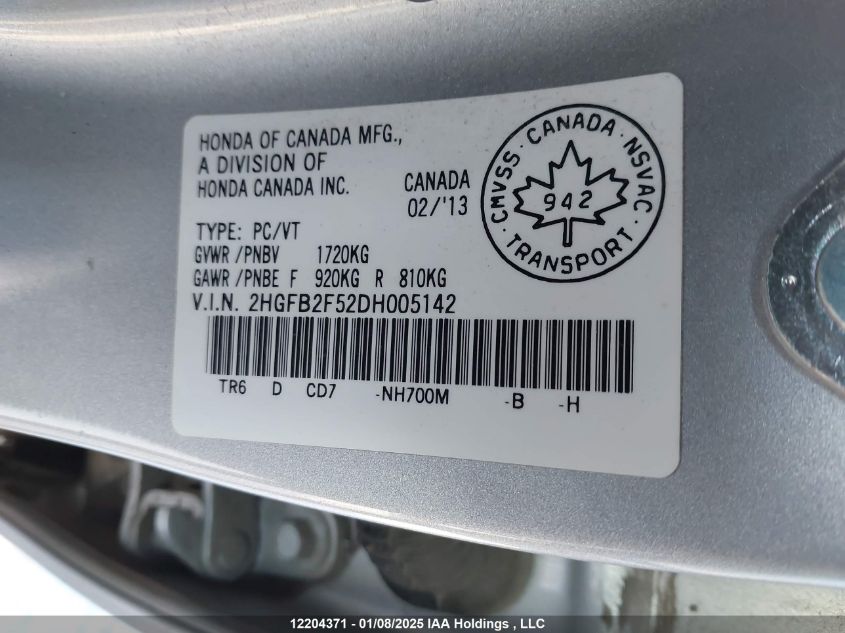 HONDA OF CANADA MFG.,
A DIVISION OF
HONDA CANADA INC.
CANADA
02/'13
CMVSS · CANADA · NSVAC
942
· TRANSPORT ·
TYPE: PC/VT
GVWR /PNBV 1720KG
GAWR /PNBE F 920KG R 810KG
V.I.N. 2HGFB2F52DH005142
TR6 D CD7 -NH700M -B -H
12204371 - 01/08/2025 IAA Holdings , LLC